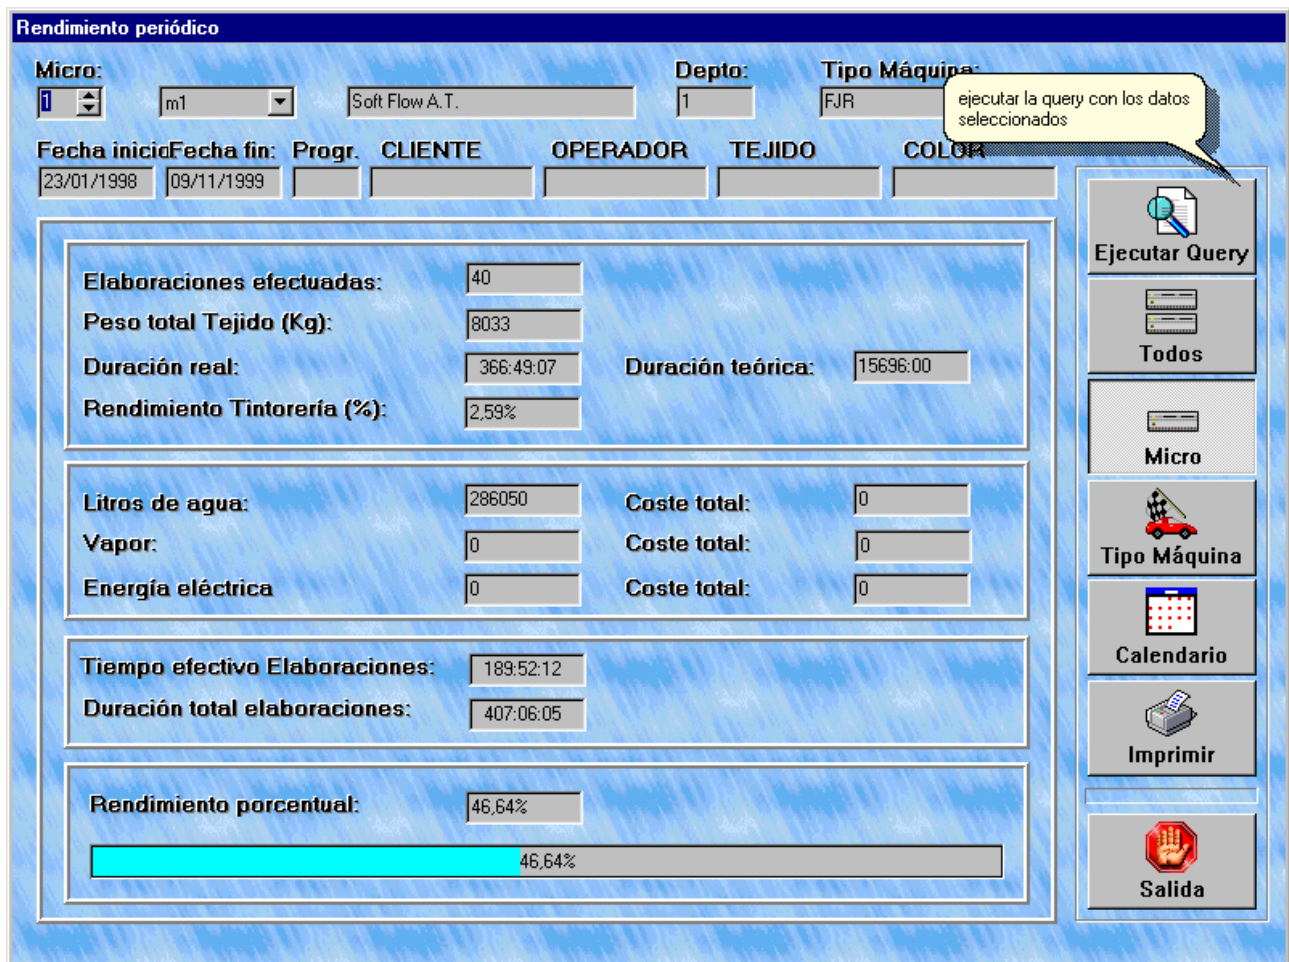 Rendimiento periódico
Micro: Depto: Tipo Máquina:
1 m1 Soft Flow A.T. 1 FJR
ejecutar la query con los datos
seleccionados
Fecha inicio Fecha fin: Progr. CLIENTE OPERADOR TEJIDO COLOR
23/01/1998 09/11/1999
Ejecutar Query
Todos
Micro
Tipo Máquina
Calendario
Imprimir
Salida
Elaboraciones efectuadas: 40
Peso total Tejido (Kg): 8033
Duración real: 366:49:07 Duración teórica: 15696:00
Rendimiento Tintorería (%): 2,59%
Litros de agua: 286050 Coste total: 0
Vapor: 0 Coste total: 0
Energía eléctrica 0 Coste total: 0
Tiempo efectivo Elaboraciones: 189:52:12
Duración total elaboraciones: 407:06:05
Rendimiento porcentual: 46,64%
46,64%